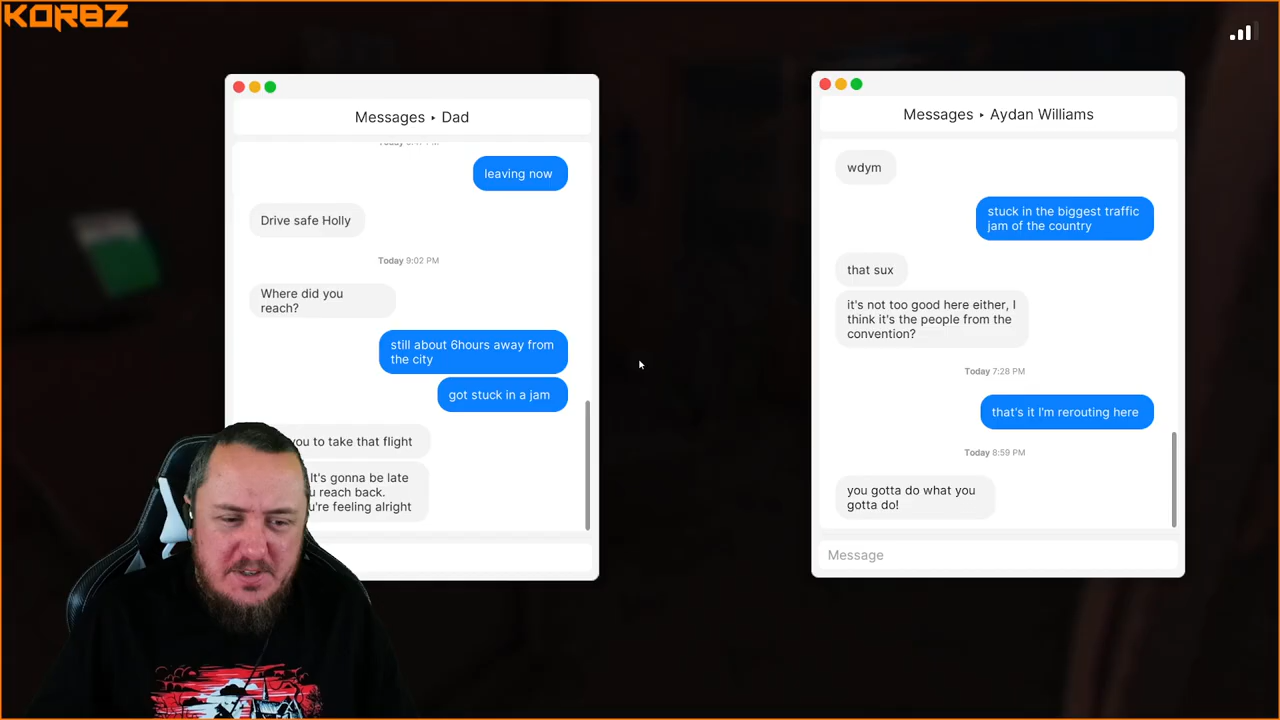 KORBZ
Messages ‣ Dad
leaving now
Drive safe Holly
Today 9:02 PM
Where did you
reach?
still about 6hours away from
the city
got stuck in a jam
you to take that flight
It's gonna be late
reach back.
feeling alright
Messages ‣ Aydan Williams
wdym
stuck in the biggest traffic
jam of the country
that sux
it's not too good here either, I
think it's the people from the
convention?
Today 7:28 PM
that's it I'm rerouting here
Today 8:59 PM
you gotta do what you
gotta do!
Message